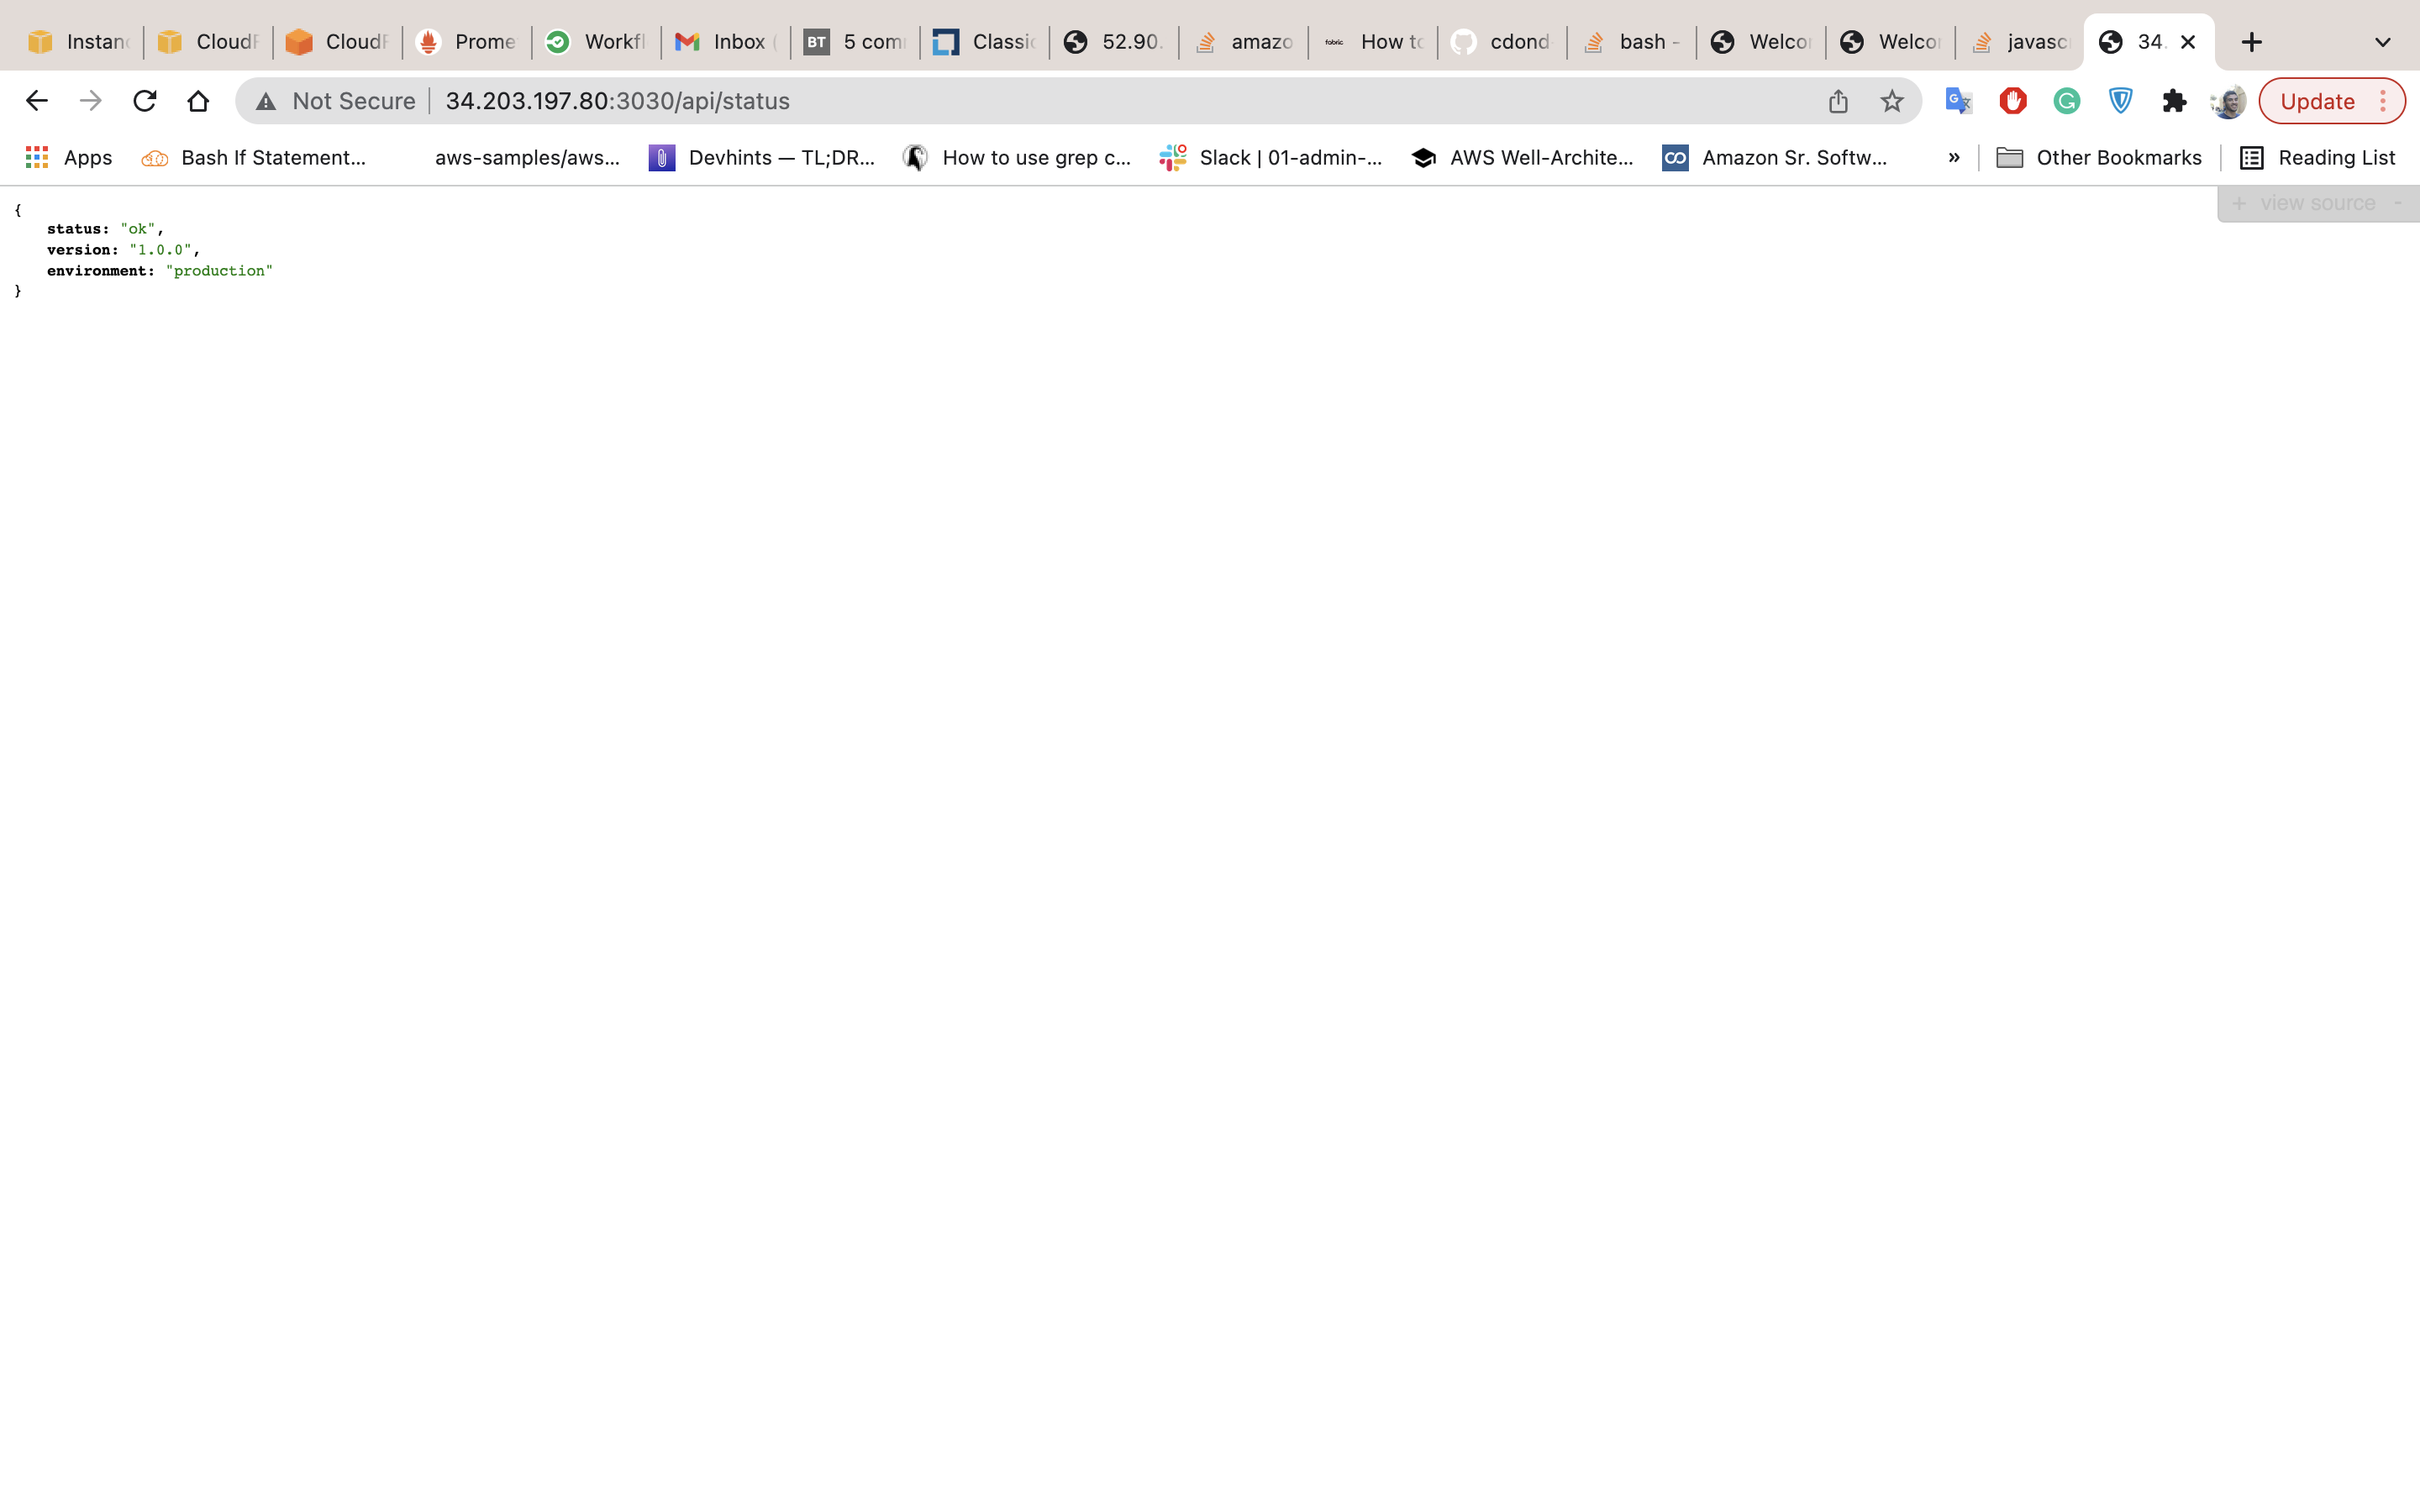 Instan CloudF CloudF Prome Workfl Inbox ( BT 5 com Classic 52.90. amazo fabric How to cdond bash - Welco Welco javasc 34.
Not Secure 34.203.197.80:3030/api/status Update
Apps Bash If Statement... aws-samples/aws... Devhints — TL;DR... How to use grep c... Slack | 01-admin-... AWS Well-Archite... Amazon Sr. Softw... » Other Bookmarks Reading List
+ view source -
{
status: "ok",
version: "1.0.0",
environment: "production"
}